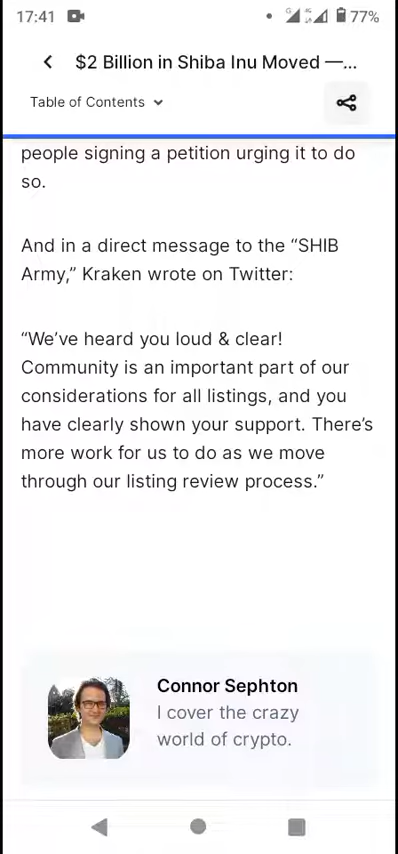 17:41
77%
$2 Billion in Shiba Inu Moved —...
Table of Contents
people signing a petition urging it to do
so.
And in a direct message to the “SHIB
Army,” Kraken wrote on Twitter:
“We’ve heard you loud & clear!
Community is an important part of our
considerations for all listings, and you
have clearly shown your support. There’s
more work for us to do as we move
through our listing review process.”
Connor Sephton
I cover the crazy
world of crypto.